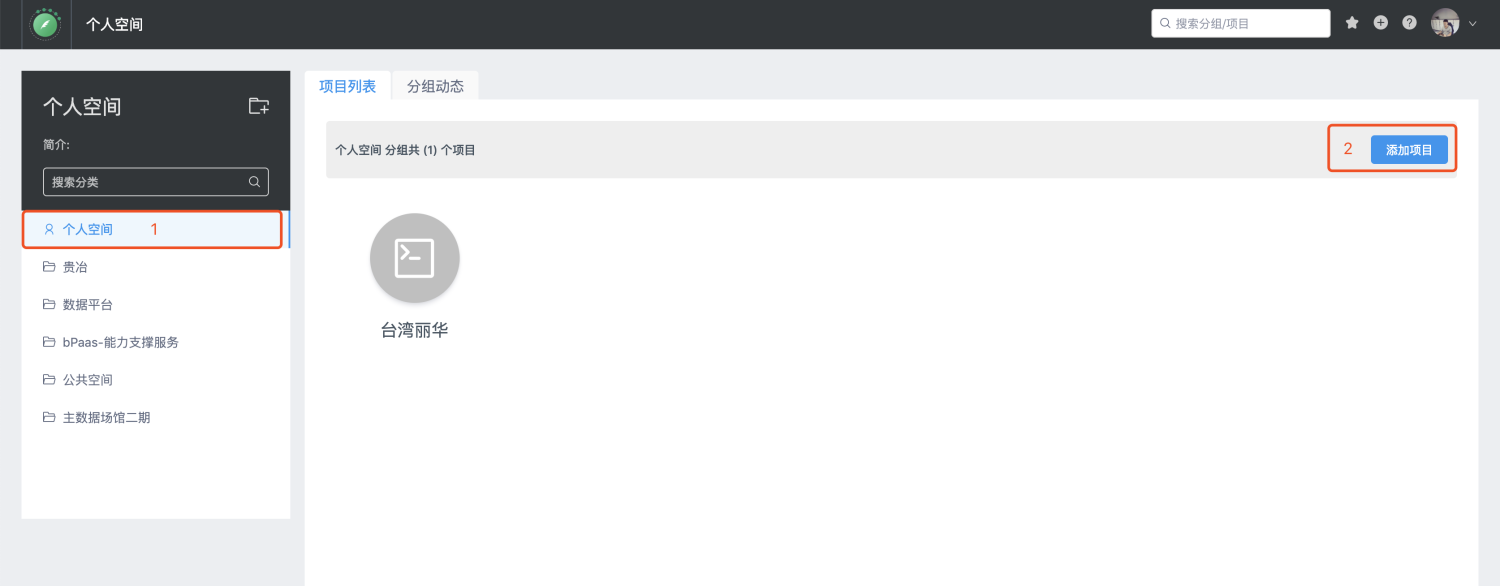 个人空间
搜索分组/项目
个人空间
简介:
搜索分类
个人空间 1
贵冶
数据平台
bPaas-能力支撑服务
公共空间
主数据场馆二期
项目列表 分组动态
个人空间 分组共 (1) 个项目
2 添加项目
台湾丽华